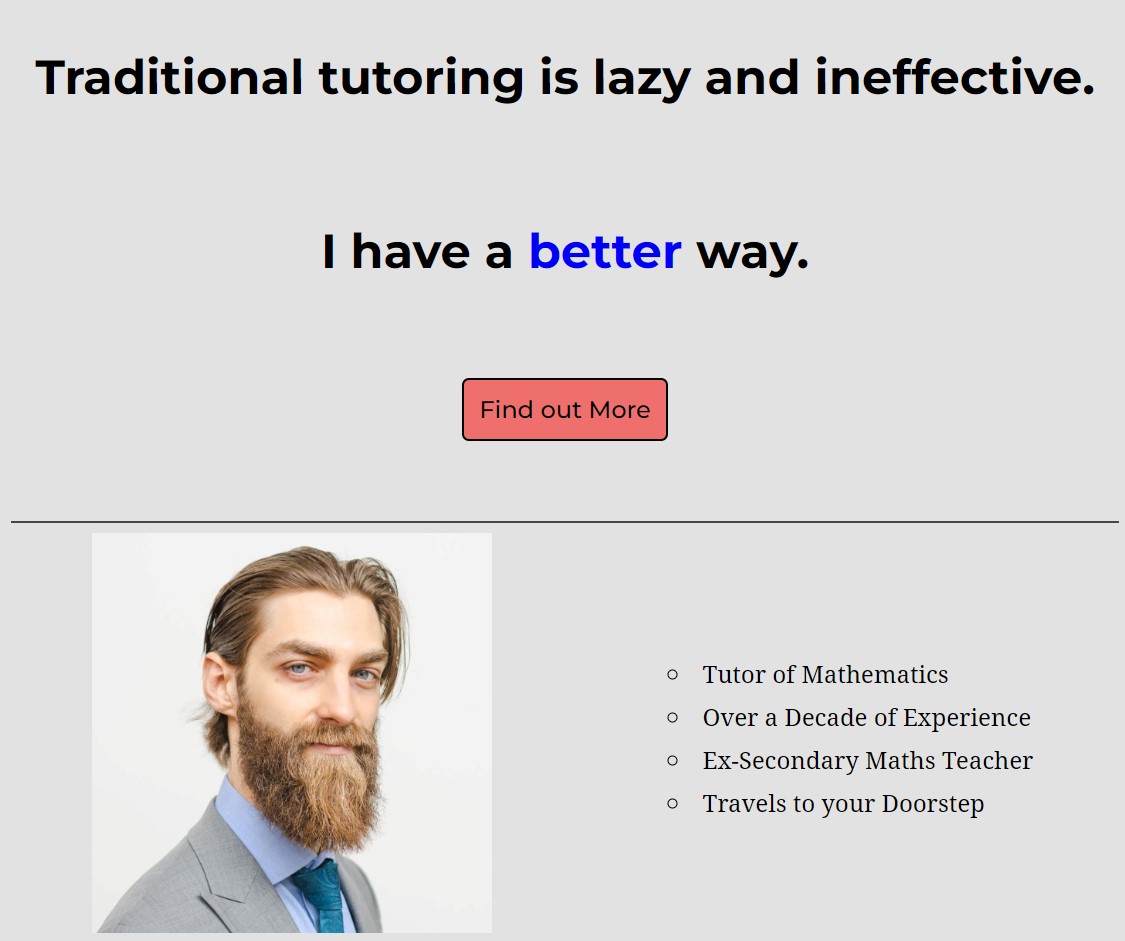 Traditional tutoring is lazy and ineffective.
I have a better way.
Find out More
Tutor of Mathematics
Over a Decade of Experience
Ex-Secondary Maths Teacher
Travels to your Doorstep